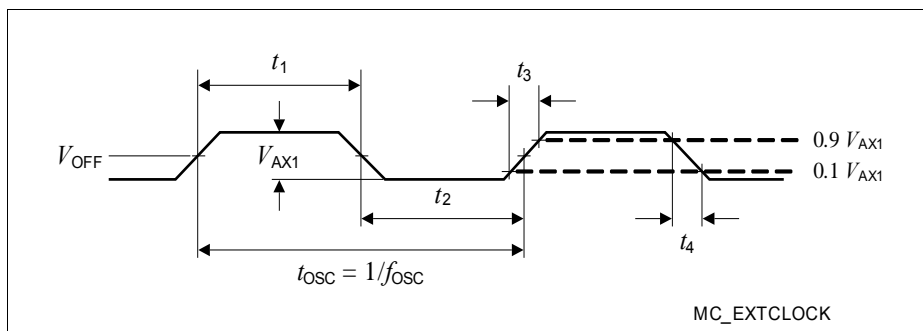 t1
t3
VOFF
VAX1
0.9 VAX1
0.1 VAX1
t2
t4
tOSC = 1/fOSC
MC_EXTCLOCK